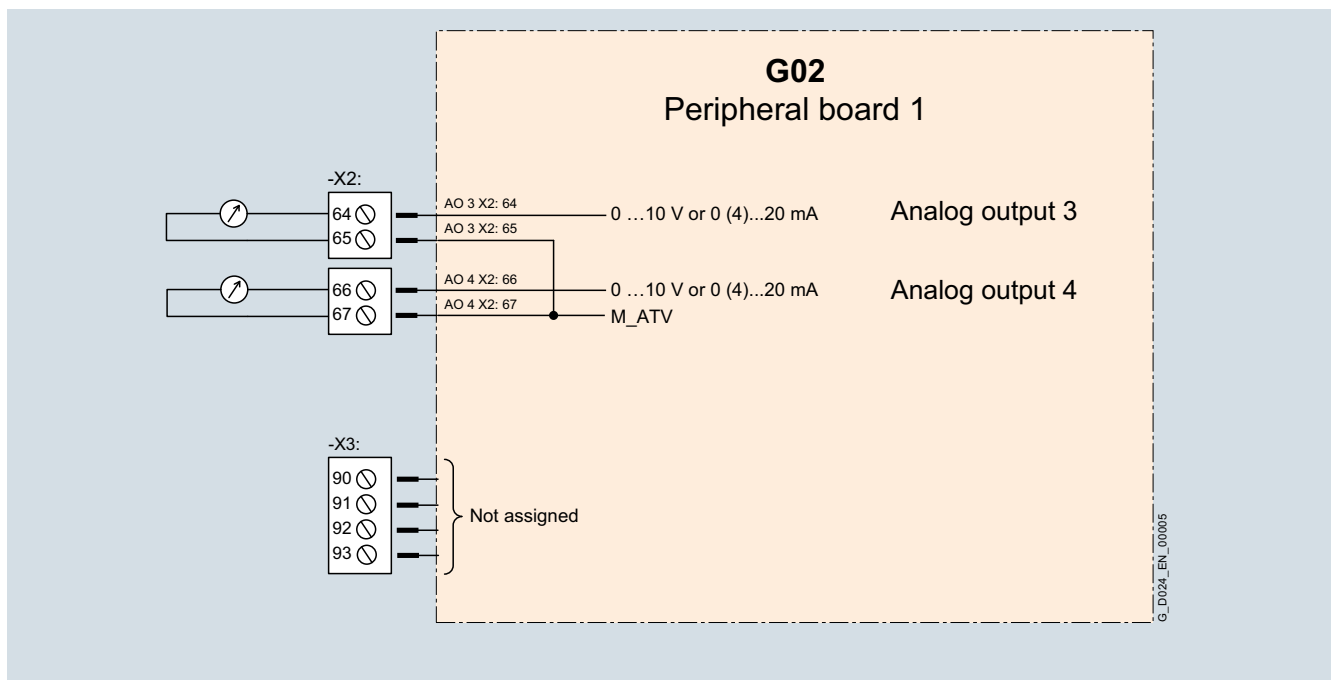 G02
Peripheral board 1
-X2:
64 AO 3 X2: 64 0 ...10 V or 0 (4)...20 mA Analog output 3
65 AO 3 X2: 65
66 AO 4 X2: 66 0 ...10 V or 0 (4)...20 mA Analog output 4
67 AO 4 X2: 67 M_ATV
-X3:
90
91
92
93
Not assigned
G_D024_EN_00005